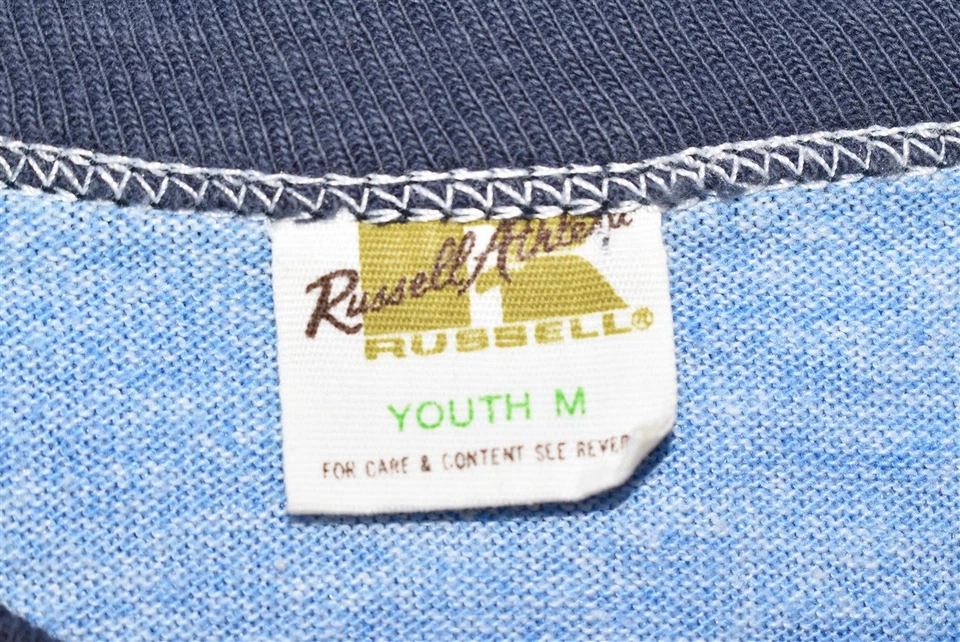 Russell Athletic
RUSSELL®
YOUTH M
FOR CARE & CONTENT SEE REVER